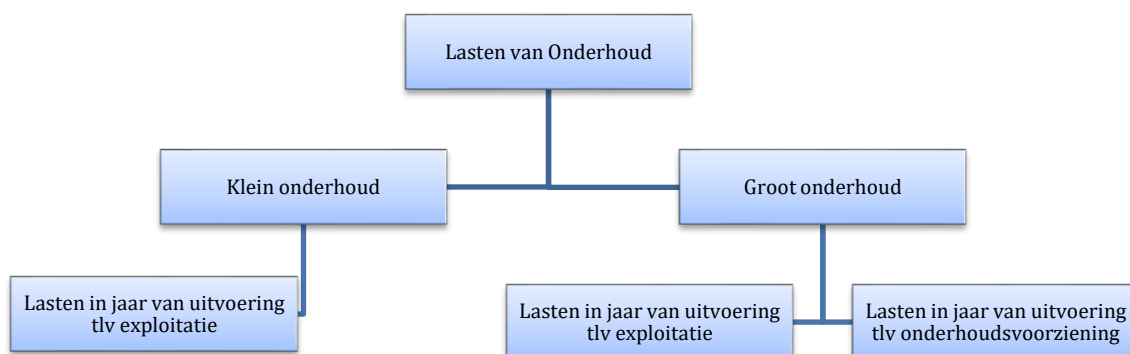 Lasten van Onderhoud
Klein onderhoud
Groot onderhoud
Lasten in jaar van uitvoering
tlv exploitatie
Lasten in jaar van uitvoering
tlv exploitatie
Lasten in jaar van uitvoering
tlv onderhoudsvoorziening